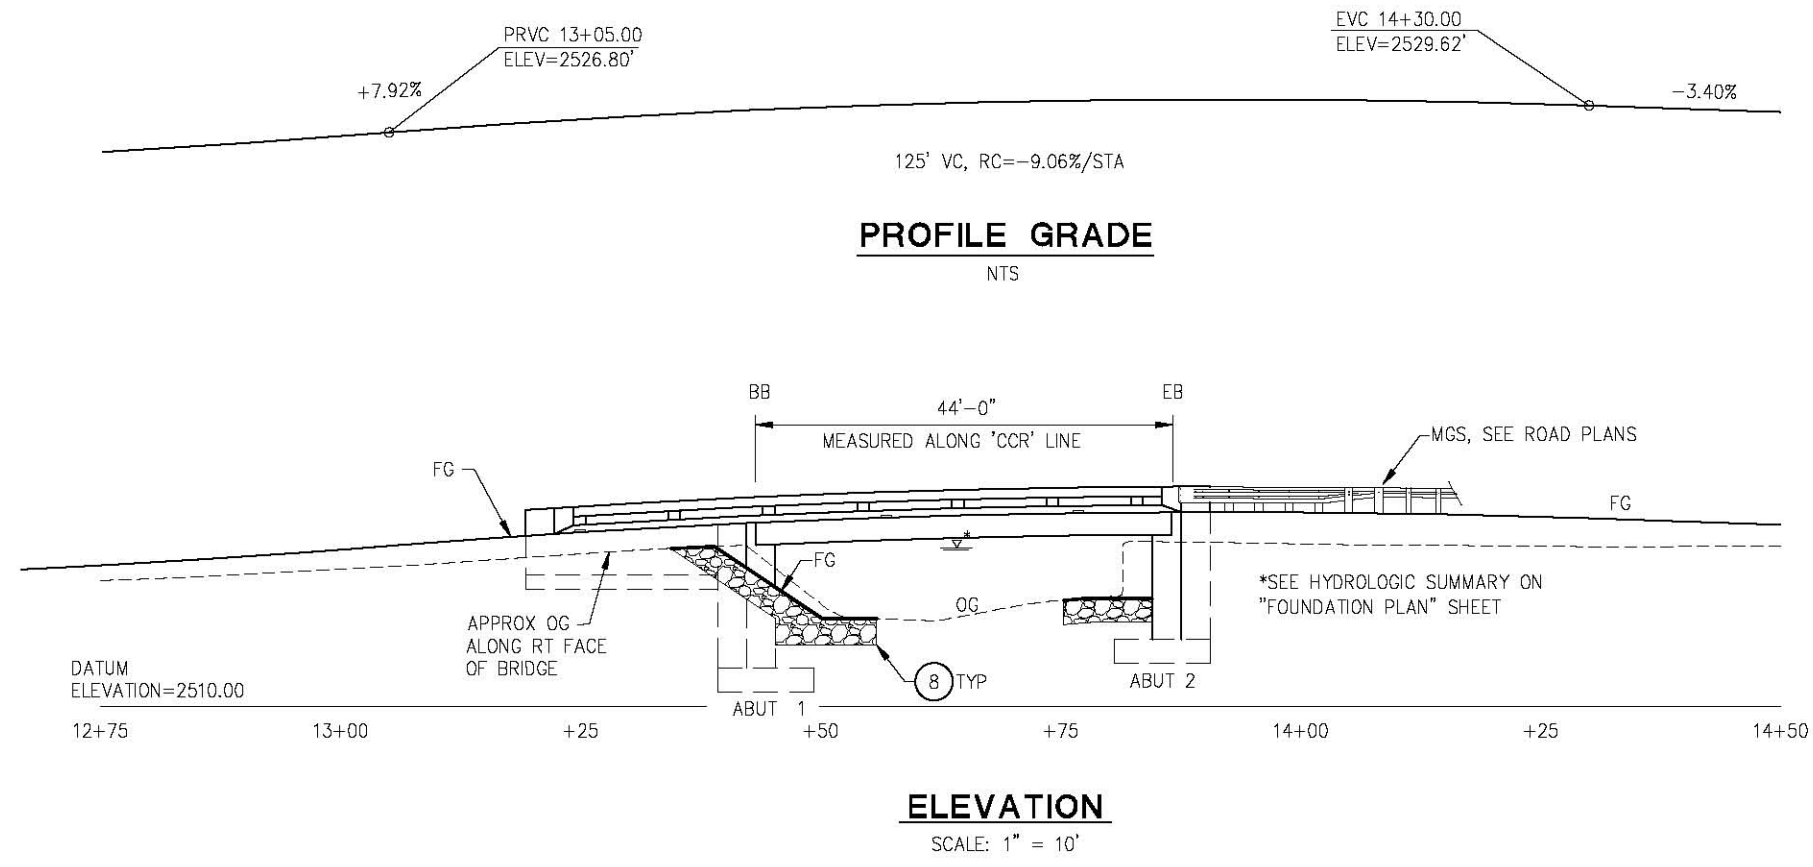 PRVC 13+05.00
ELEV=2526.80'
EVC 14+30.00
ELEV=2529.62'
+7.92%
-3.40%
125' VC, RC=-9.06%/STA
PROFILE GRADE
NTS
BB
EB
44'-0"
MEASURED ALONG 'CCR' LINE
MGS, SEE ROAD PLANS
FG
FG
*
FG
*SEE HYDROLOGIC SUMMARY ON
"FOUNDATION PLAN" SHEET
OG
APPROX OG
ALONG RT FACE
OF BRIDGE
DATUM
ELEVATION=2510.00
8 TYP
ABUT 2
ABUT 1
12+75 13+00 +25 +50 +75 14+00 +25 14+50
ELEVATION
SCALE: 1" = 10'